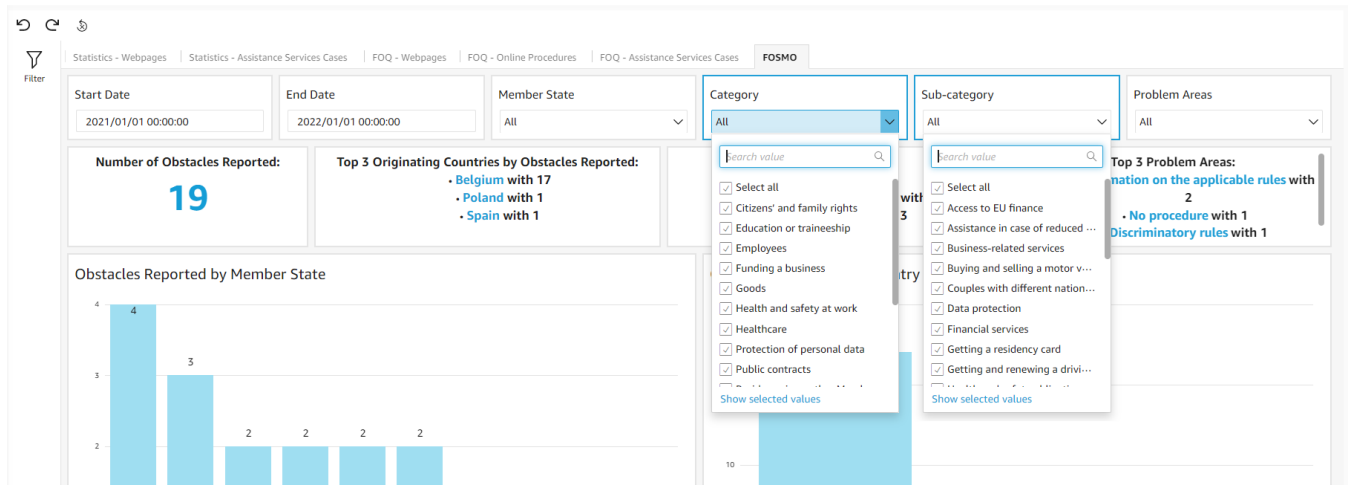 Filter
Statistics - Webpages
Statistics - Assistance Services Cases
FOQ - Webpages
FOQ - Online Procedures
FOQ - Assistance Services Cases
FOSMO
Start Date
2021/01/01 00:00:00
End Date
2022/01/01 00:00:00
Member State
All
Category
All
Sub-category
All
Problem Areas
All
Number of Obstacles Reported:
19
Top 3 Originating Countries by Obstacles Reported:
• Belgium with 17
• Poland with 1
• Spain with 1
with
3
Top 3 Problem Areas:
on the applicable rules with
2
• No procedure with 1
Discriminatory rules with 1
Search value
Select all
Citizens' and family rights
Education or traineeship
Employees
Funding a business
Goods
Health and safety at work
Healthcare
Protection of personal data
Public contracts
Show selected values
Search value
Select all
Access to EU finance
Assistance in case of reduced ...
Business-related services
Buying and selling a motor v...
Couples with different nation...
Data protection
Financial services
Getting a residency card
Getting and renewing a drivi...
Show selected values
Obstacles Reported by Member State
4
3
2
4
3
2
2
2
2
10